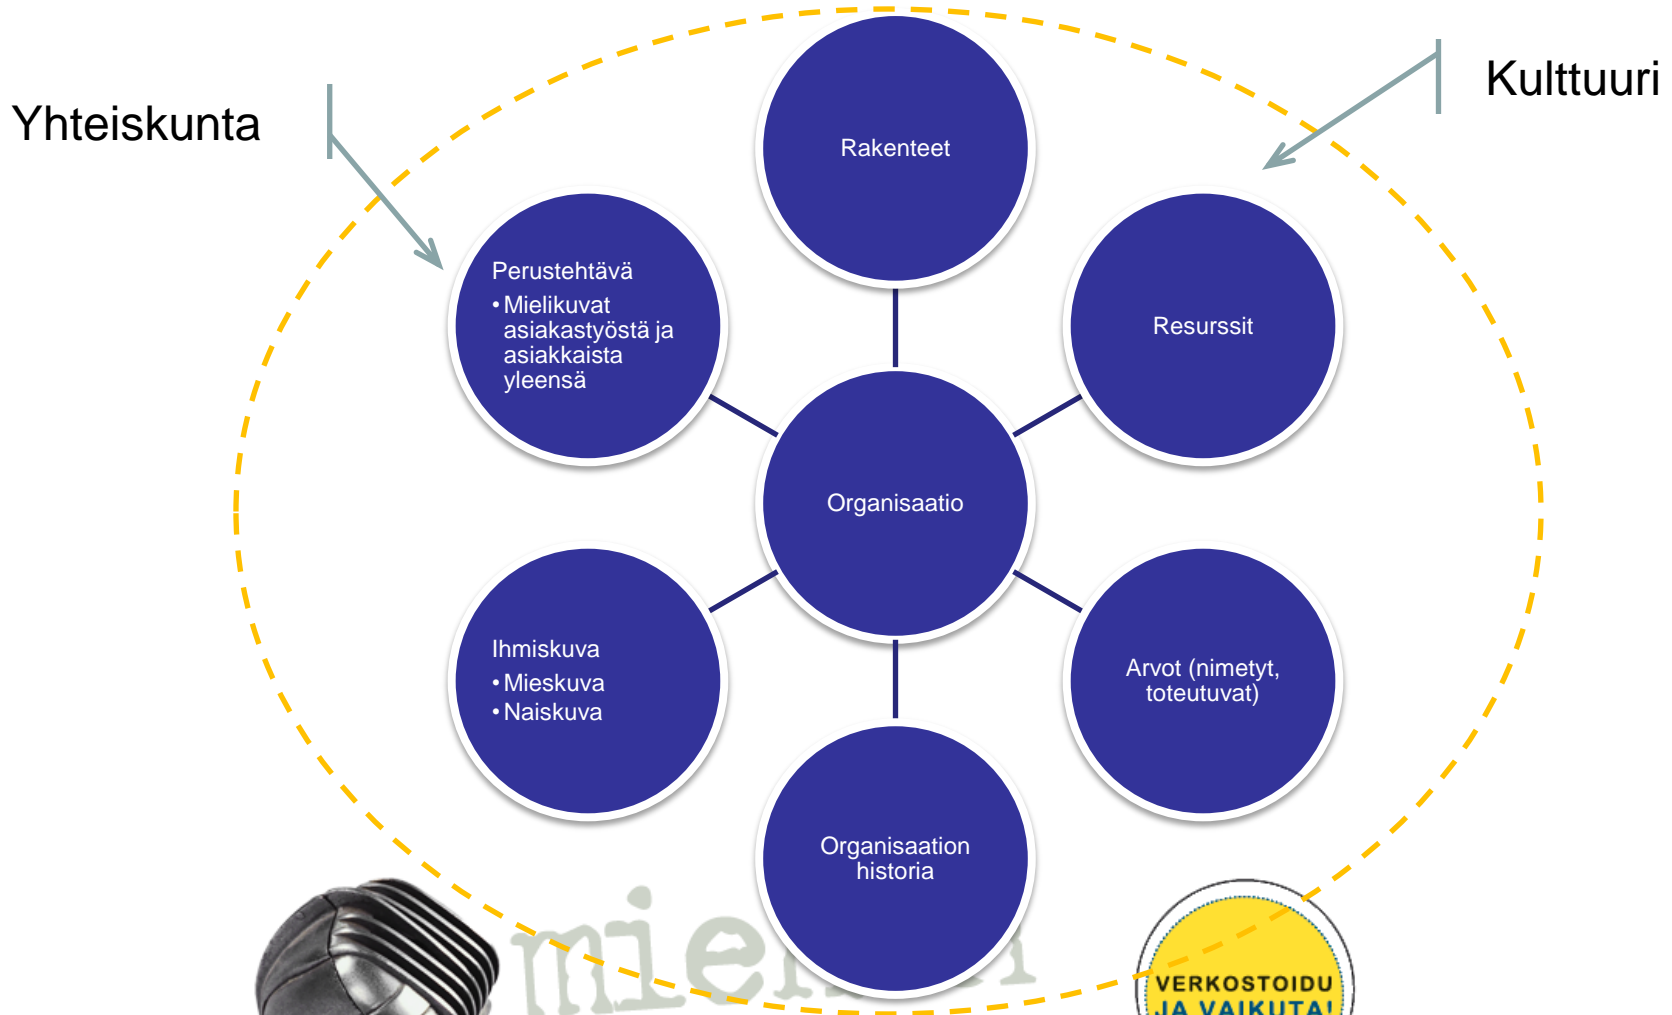 Yhteiskunta
Kulttuuri
Rakenteet
Perustehtävä
• Mielikuvat
asiakastyöstä ja
asiakkaista
yleensä
Resurssit
Organisaatio
Ihmiskuva
• Mieskuva
• Naiskuva
Arvot (nimetyt,
toteutuvat)
Organisaation
historia
VERKOSTOIDU
JA VAIKUTA!